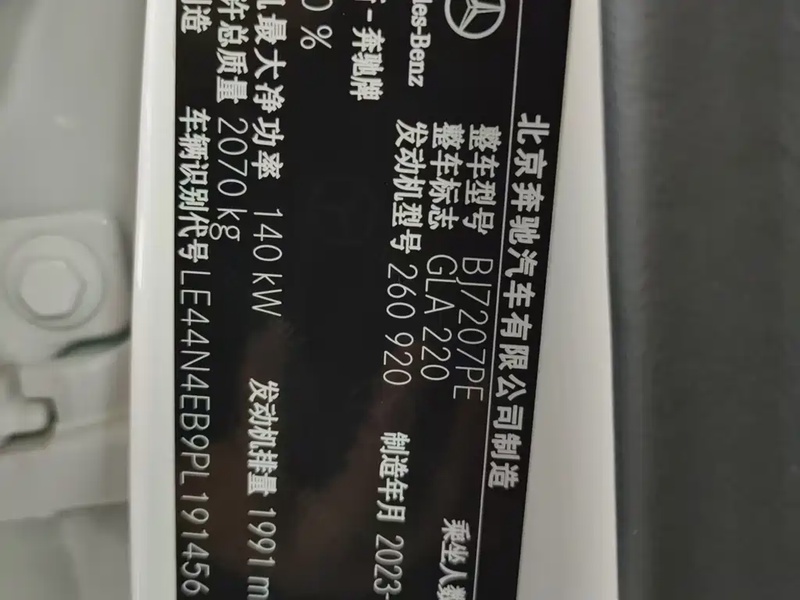 北京奔驰汽车有限公司制造
整车型号 BJ7207PE 乘坐人数
整车标志 GLA 220
发动机型号 260 920 制造年月 2023-
des-Benz
奔驰牌
0 %
最大净功率 140 kW 发动机排量 1991 m
许总质量 2070 kg
制造
车辆识别代号 LE44N4EB9PL191456